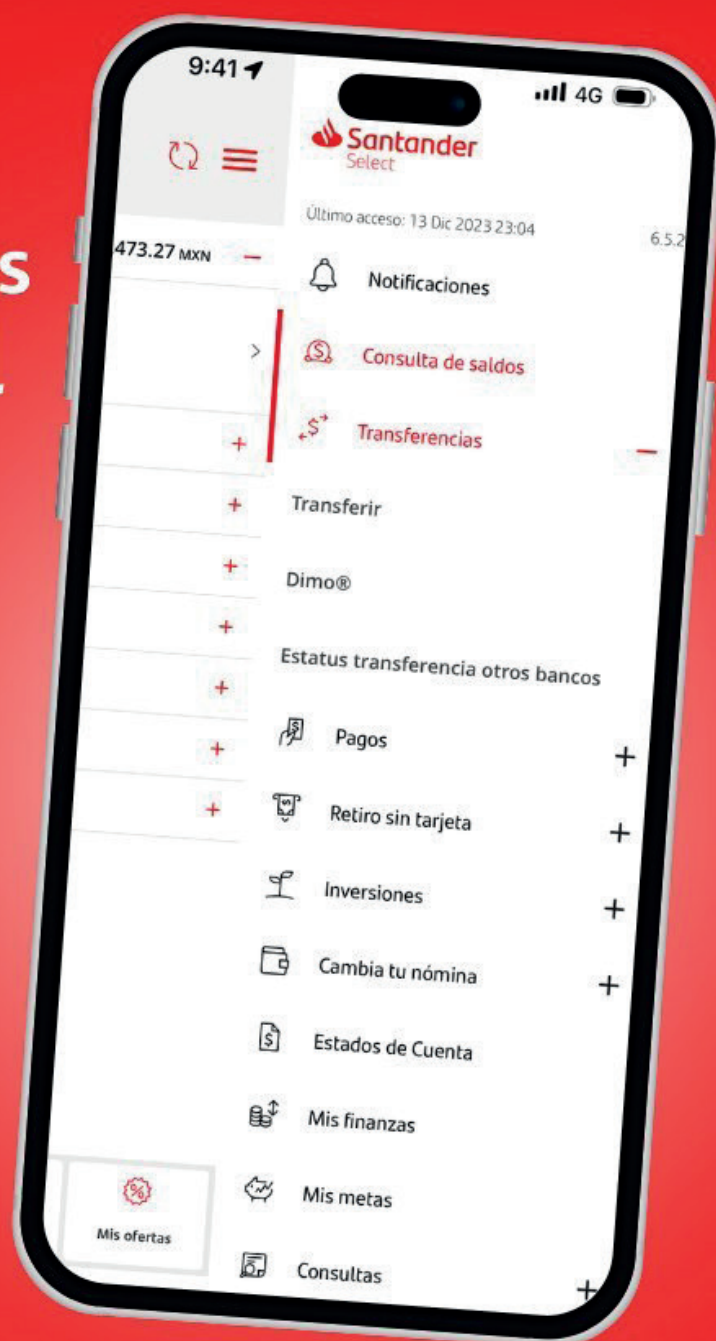 s
9:41
4G
Santander
Select
Último acceso: 13 Dic 2023 23:04
6.5.2
473.27 MXN
Notificaciones
Consulta de saldos
Transferencias
Transferir
Dimo®
Estatus transferencia otros bancos
Pagos
Retiro sin tarjeta
Inversiones
Cambia tu nómina
Estados de Cuenta
Mis finanzas
Mis metas
Mis ofertas
Consultas